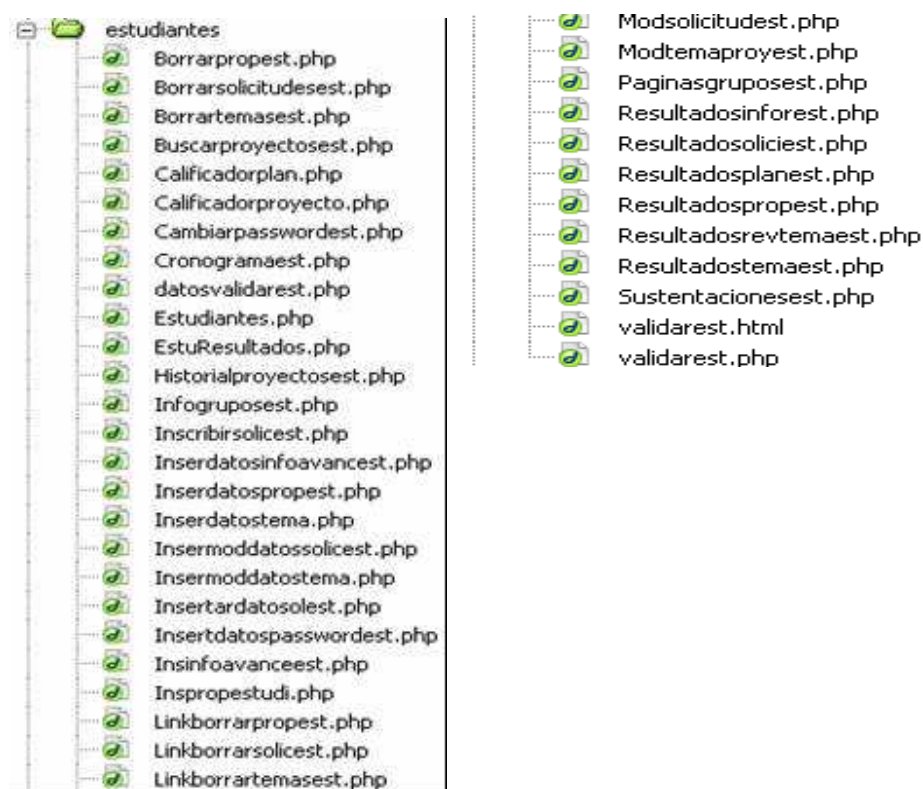 estudiantes
Borrarpropest.php
Borrarsolicitudesest.php
Borrartemasest.php
Buscarproyectosest.php
Calificadorplan.php
Calificadorproyecto.php
Cambiarpasswordest.php
Cronogramaest.php
datosvalidarest.php
Estudiantes.php
EstuResultados.php
Historialproyectosest.php
Infogruposest.php
Inscribirsolicest.php
Inserdatosinfoavancest.php
Inserdatospropest.php
Inserdatostema.php
Insermoddatossolicest.php
Insermoddatostema.php
Insertardatosolest.php
Insertdatospasswordest.php
Insinfoavanceest.php
Inspropestudi.php
Linkborrarpropest.php
Linkborrarsolicest.php
Linkborrartemasest.php
Modsolicitudest.php
Modtemaproyest.php
Paginasgruposest.php
Resultadosinforest.php
Resultadossoliciest.php
Resultadosplanest.php
Resultadospropest.php
Resultadosrevtemaest.php
Resultadostemaest.php
Sustentacionesest.php
validarest.html
validarest.php